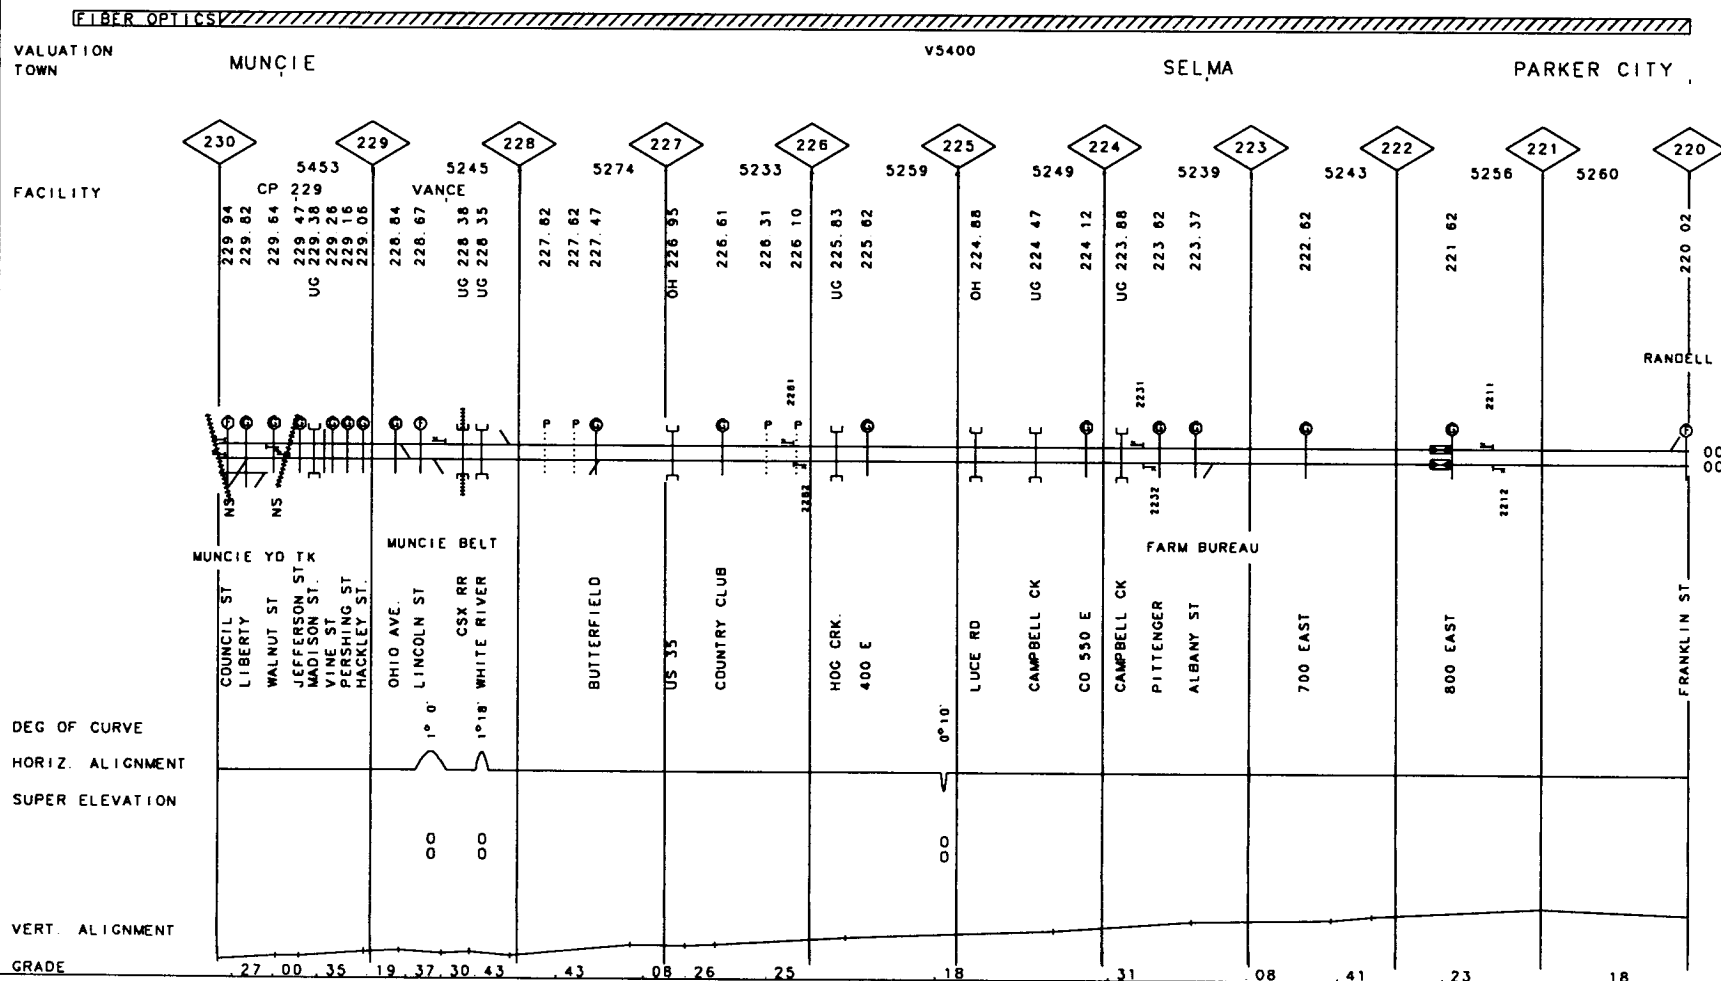 FIBER OPTICS
VALUATION V5400
TOWN MUNCIE SELMA PARKER CITY
230 229 228 227 226 225 224 223 222 221 220
5453 5245 5274 5233 5259 5249 5239 5243 5256 5260
FACILITY CP 229 VANCE
229 94
229.82
229.64
229 47
UG 229.38
229 26
229 16
229.06
228.84
228.67
UG 228 38
UG 228 35
227.82
227.62
227.47
OH 226 95
226.61
226.31
226 10
UG 225.83
225.62
OH 224.88
UG 224 47
224 12
UG 223.88
223 62
223.37
222.62
221 62
220 02
RANDELL
2261
2231
2211
P P P P
G F
00
00
NS
NS
2262
2232
2212
MUNCIE YD TK
MUNCIE BELT
FARM BUREAU
COUNCIL ST
LIBERTY
WALNUT ST
JEFFERSON ST
MADISON ST.
VINE ST
PERSHING ST
HACKLEY ST.
OHIO AVE.
LINCOLN ST
CSX RR
WHITE RIVER
BUTTERFIELD
US 35
COUNTRY CLUB
HOG CRK.
400 E
LUCE RD
CAMPBELL CK
CO 550 E
CAMPBELL CK
PITTENGER
ALBANY ST
700 EAST
800 EAST
FRANKLIN ST
DEG OF CURVE 1° 0' 1°18' 0°10'
HORIZ. ALIGNMENT
SUPER ELEVATION
0 0 0
0 0 0
VERT. ALIGNMENT
GRADE .27 .00 .35 .19 .37 .30 .43 .43 .08 .26 .25 .18 .31 .08 .41 .23 .18